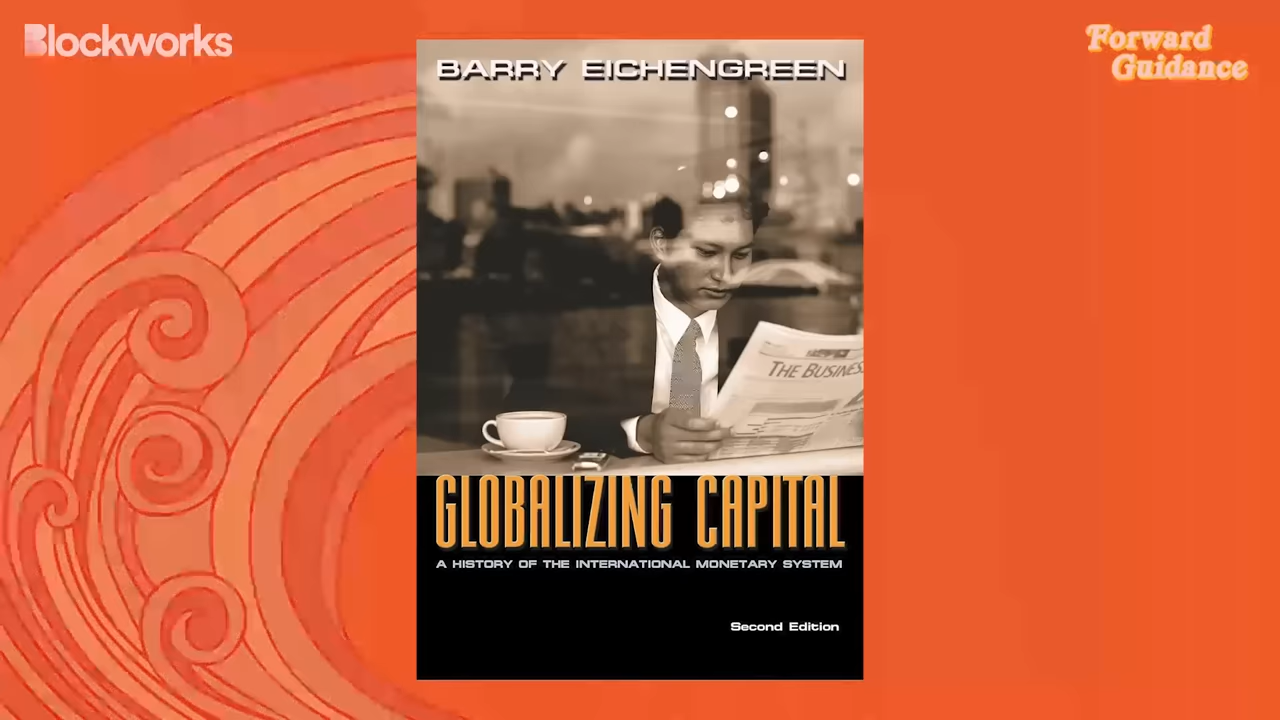 Blockworks
Forward
Guidance
BARRY EICHENGREEN
THE BUSINES
GLOBALIZING CAPITAL
A HISTORY OF THE INTERNATIONAL MONETARY SYSTEM
Second Edition